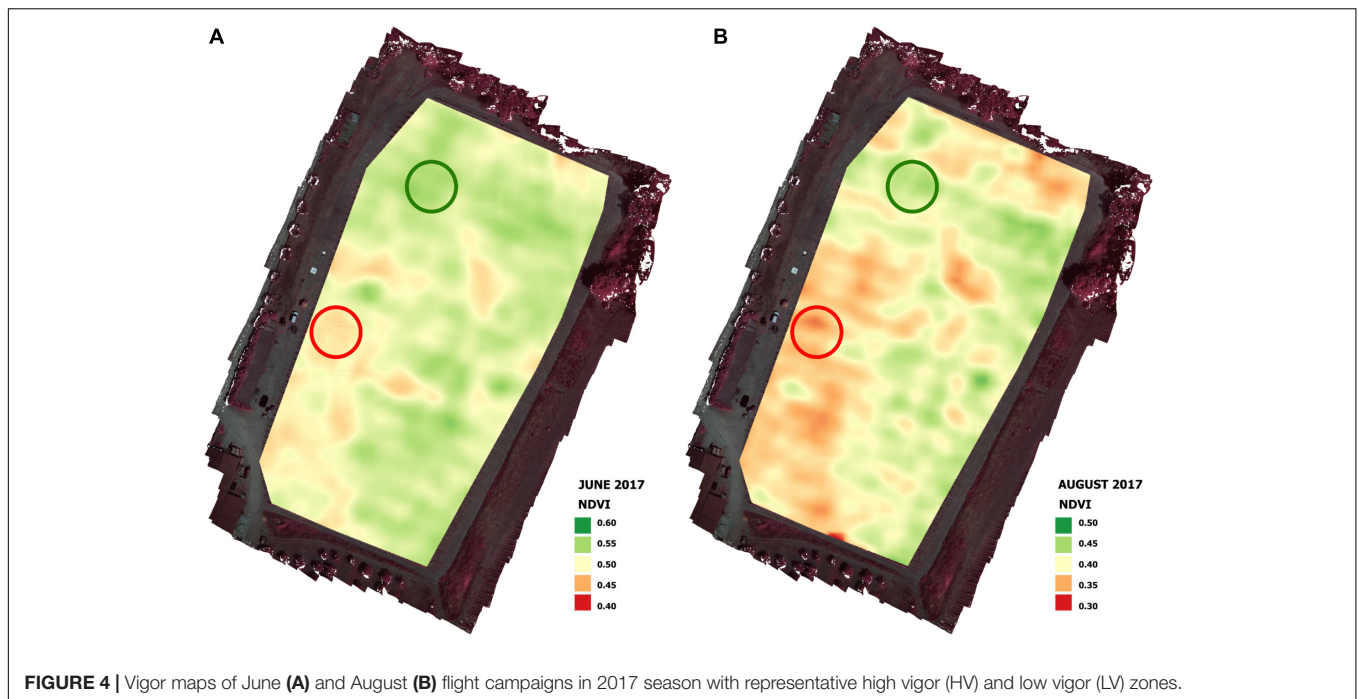 A
B
JUNE 2017
NDVI
0.60
0.55
0.50
0.45
0.40
AUGUST 2017
NDVI
0.50
0.45
0.40
0.35
0.30
FIGURE 4 | Vigor maps of June (A) and August (B) flight campaigns in 2017 season with representative high vigor (HV) and low vigor (LV) zones.